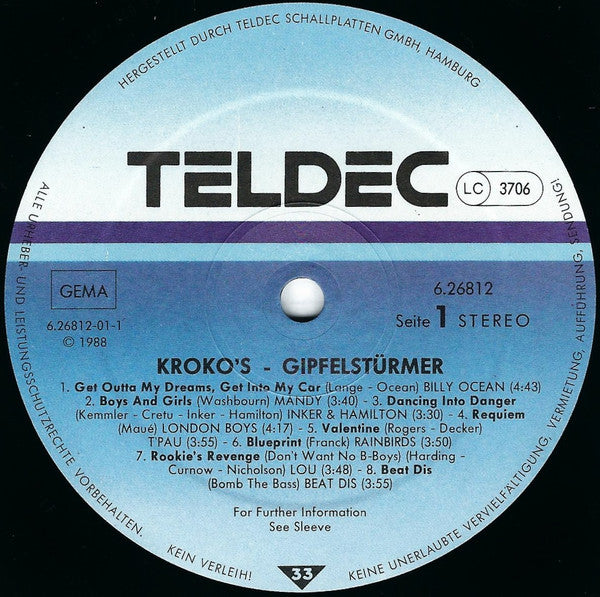 HERGESTELLT DURCH TELDEC SCHALLPLATTEN GMBH, HAMBURG
TELDEC
LC 3706
GEMA
6.26812-01-1
℗ 1988
6.26812
Seite 1 STEREO
KROKO'S - GIPFELSTÜRMER
1. Get Outta My Dreams, Get Into My Car (Lange - Ocean) BILLY OCEAN (4:43)
2. Boys And Girls (Washbourn) MANDY (3:40) - 3. Dancing Into Danger
(Kemmler - Cretu - Inker - Hamilton) INKER & HAMILTON (3:30) - 4. Requiem
(Maué) LONDON BOYS (4:17) - 5. Valentine (Rogers - Decker)
T'PAU (3:55) - 6. Blueprint (Franck) RAINBIRDS (3:50)
7. Rookie's Revenge (Don't Want No B-Boys) (Harding -
Curnow - Nicholson) LOU (3:48) - 8. Beat Dis
(Bomb The Bass) BEAT DIS (3:55)
For Further Information
See Sleeve
33
ALLE URHEBER- UND LEISTUNGSSCHUTZRECHTE VORBEHALTEN.
KEIN VERLEIH!
KEINE UNERLAUBTE VERVIELFÄLTIGUNG, VERMIETUNG, AUFFÜHRUNG, SENDUNG!